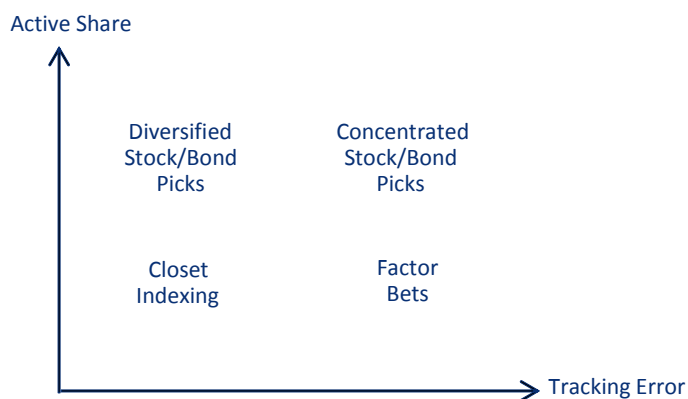 Active Share
Diversified
Stock/Bond
Picks
Concentrated
Stock/Bond
Picks
Closet
Indexing
Factor
Bets
Tracking Error